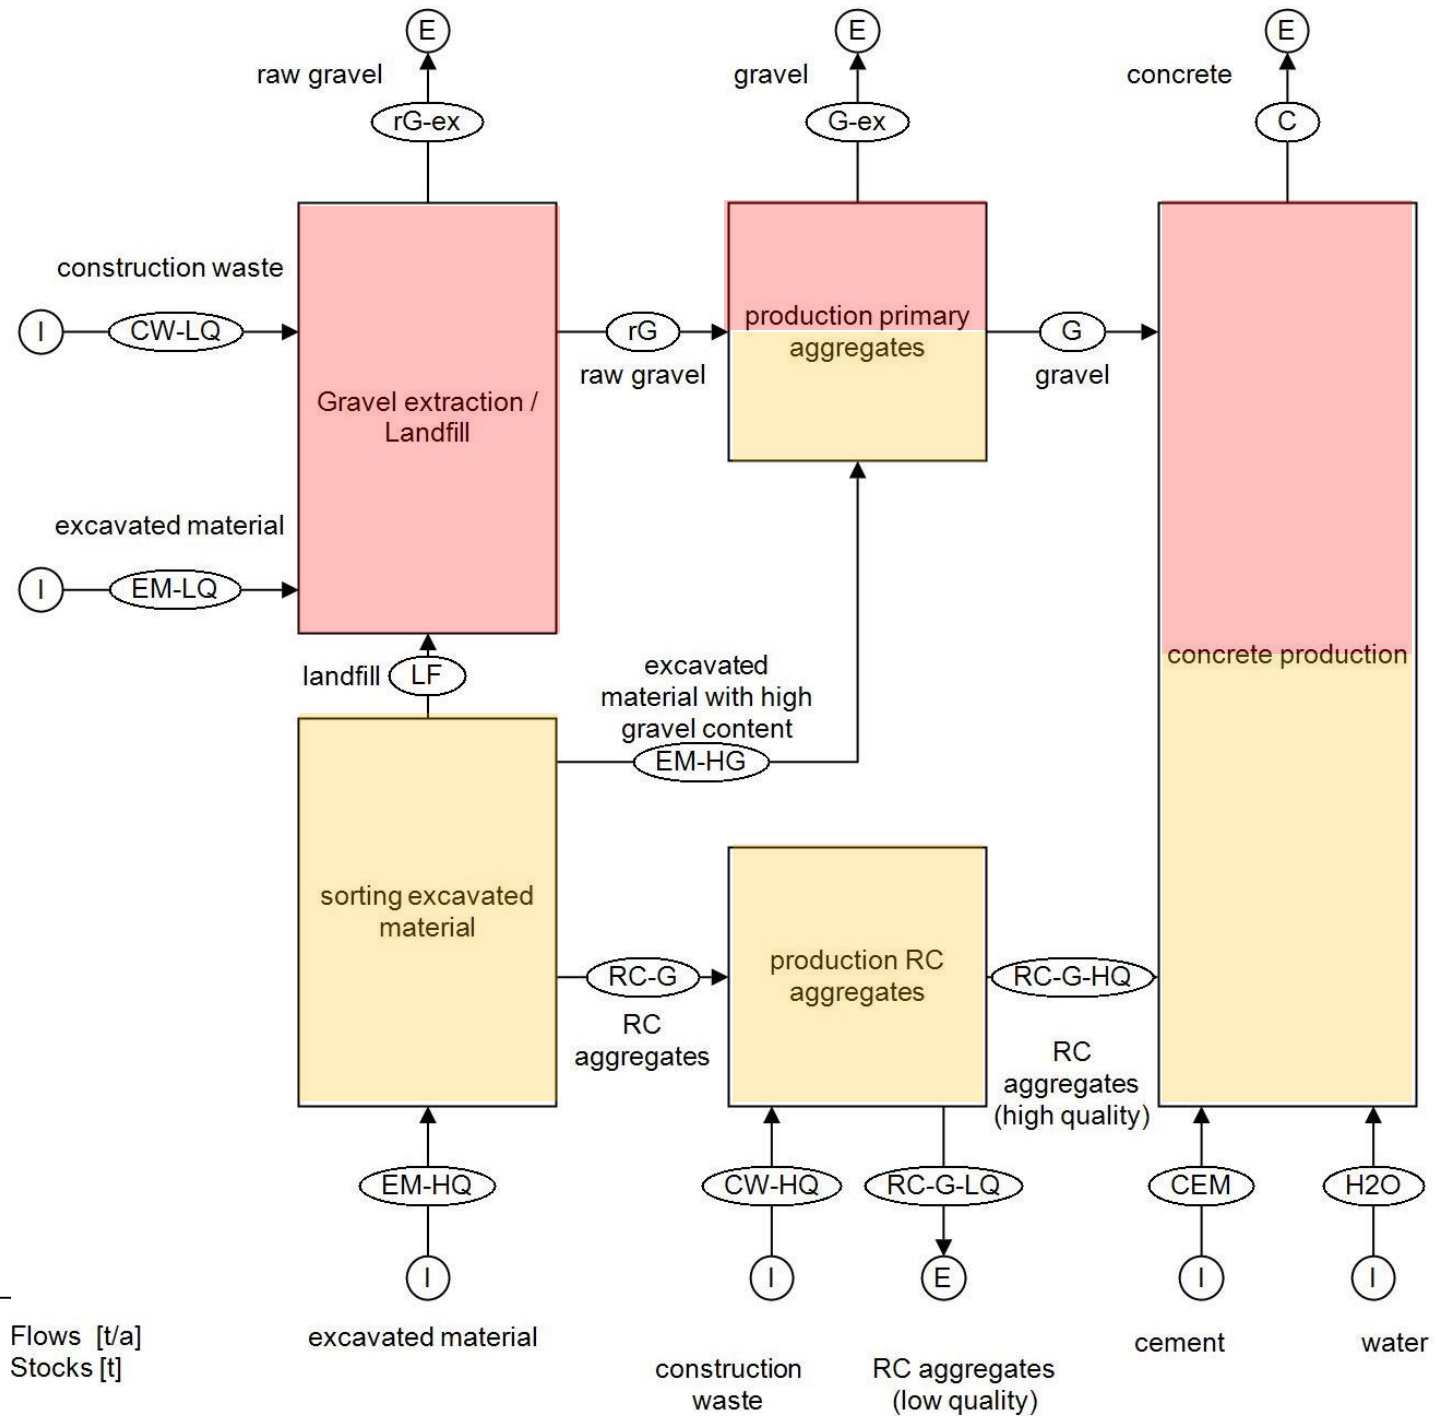 E
E
E
raw gravel
gravel
concrete
rG-ex
G-ex
C
construction waste
I
CW-LQ
rG
raw gravel
production primary
aggregates
G
gravel
Gravel extraction /
Landfill
excavated material
I
EM-LQ
landfill
LF
excavated
material with high
gravel content
EM-HG
concrete production
sorting excavated
material
RC-G
RC
aggregates
production RC
aggregates
RC-G-HQ
RC
aggregates
(high quality)
EM-HQ
CW-HQ
RC-G-LQ
CEM
H2O
I
I
E
I
I
Flows [t/a]
Stocks [t]
excavated material
construction
waste
RC aggregates
(low quality)
cement
water